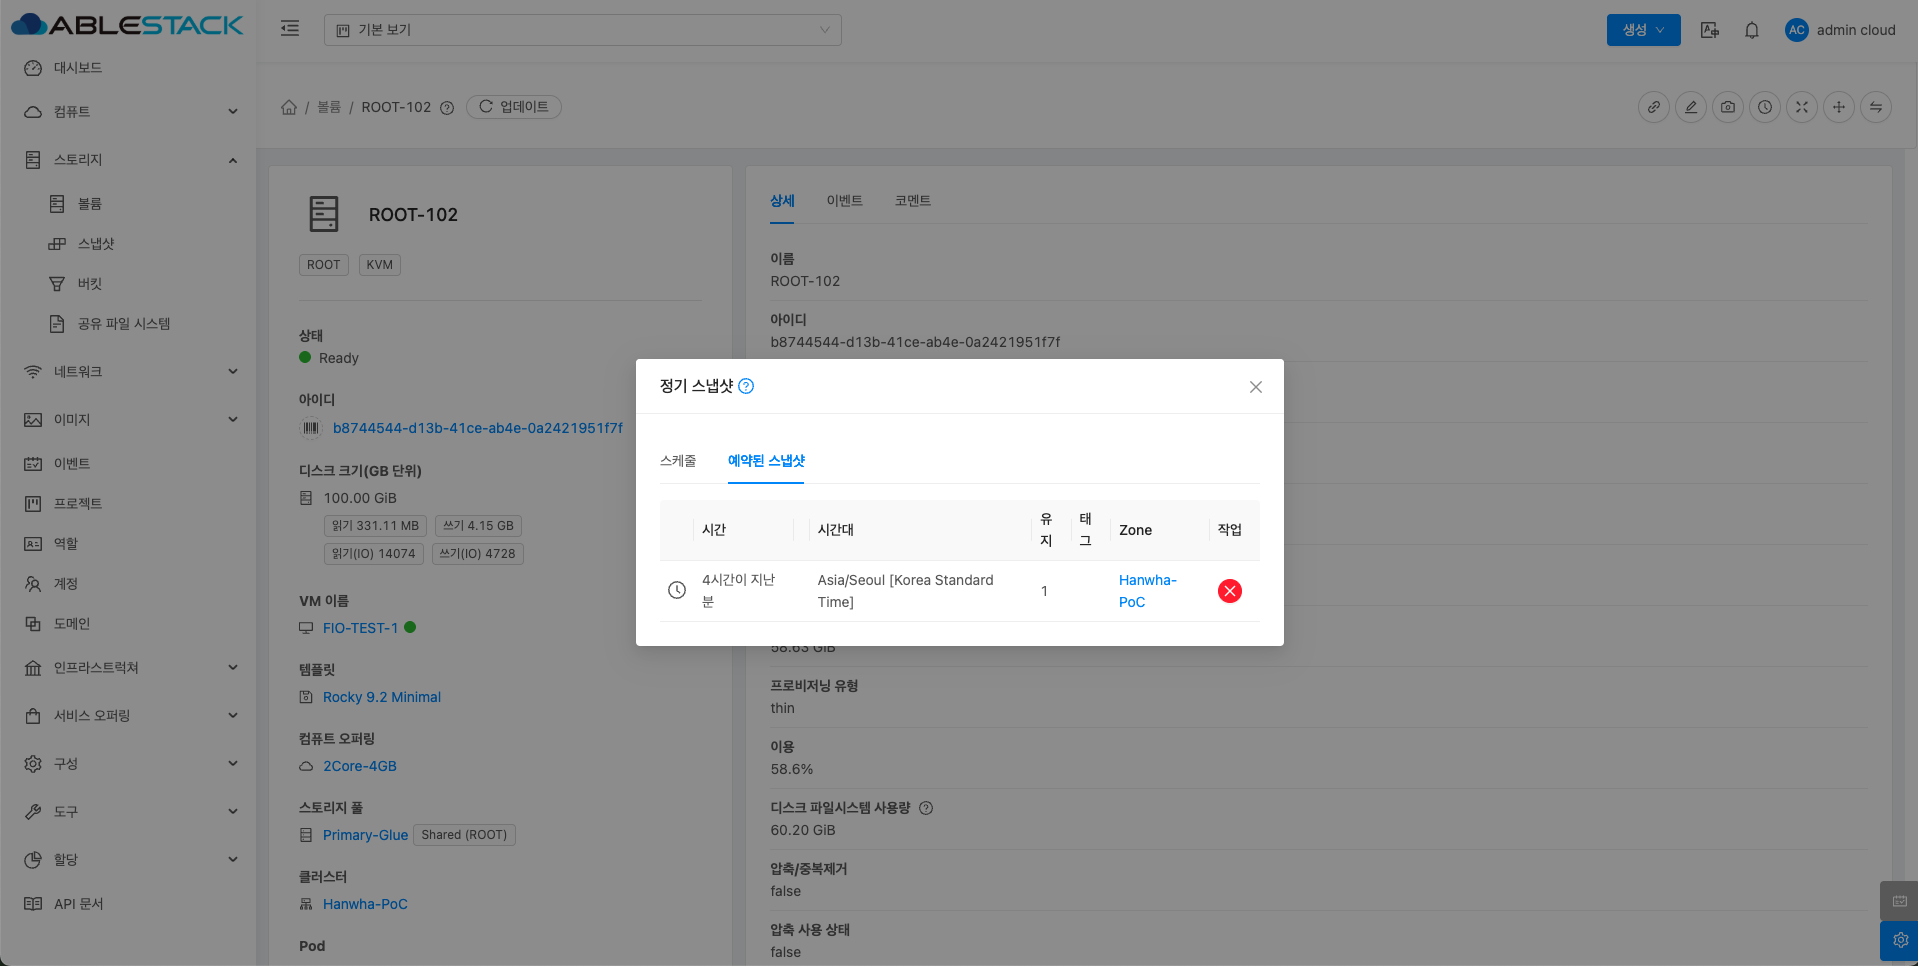 ABLESTACK
기본 보기
생성
AC
admin cloud
대시보드
컴퓨트
스토리지
볼륨
스냅샷
버킷
공유 파일 시스템
네트워크
이미지
이벤트
프로젝트
역할
계정
도메인
인프라스트럭쳐
서비스 오퍼링
구성
도구
할당
API 문서
/ 볼륨 / ROOT-102
업데이트
ROOT-102
ROOT
KVM
상태
Ready
아이디
b8744544-d13b-41ce-ab4e-0a2421951f7f
디스크 크기(GB 단위)
100.00 GiB
읽기 331.11 MB
쓰기 4.15 GB
읽기(IO) 14074
쓰기(IO) 4728
VM 이름
FIO-TEST-1
템플릿
Rocky 9.2 Minimal
컴퓨트 오퍼링
2Core-4GB
스토리지 풀
Primary-Glue
Shared (ROOT)
클러스터
Hanwha-PoC
Pod
상세
이벤트
코멘트
이름
ROOT-102
아이디
b8744544-d13b-41ce-ab4e-0a2421951f7f
정기 스냅샷
스케줄
예약된 스냅샷
시간
시간대
유
지
태
그
Zone
작업
4시간이 지난
분
Asia/Seoul [Korea Standard
Time]
1
Hanwha-
PoC
58.63 GiB
프로비저닝 유형
thin
이용
58.6%
디스크 파일시스템 사용량
60.20 GiB
압축/중복제거
false
압축 사용 상태
false